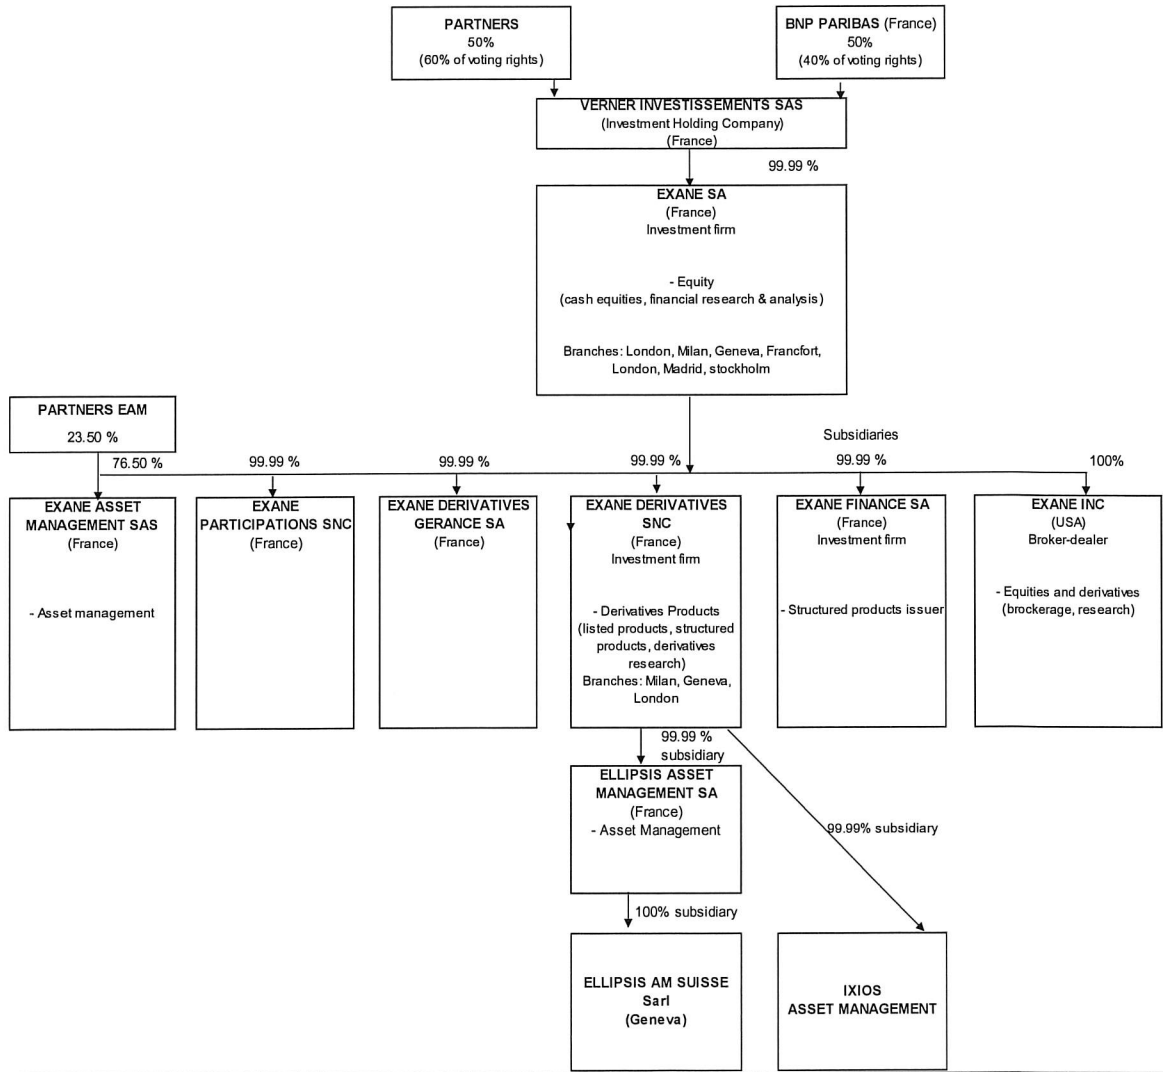 PARTNERS
50%
(60% of voting rights)
BNP PARIBAS (France)
50%
(40% of voting rights)
VERNER INVESTISSEMENTS SAS
(Investment Holding Company)
(France)
99.99 %
EXANE SA
(France)
Investment firm
- Equity
(cash equities, financial research & analysis)
Branches: London, Milan, Geneva, Francfort,
London, Madrid, stockholm
PARTNERS EAM
23.50 %
Subsidiaries
76.50 %
99.99 %
99.99 %
99.99 %
99.99 %
100%
EXANE ASSET
MANAGEMENT SAS
(France)
- Asset management
EXANE
PARTICIPATIONS SNC
(France)
EXANE DERIVATIVES
GERANCE SA
(France)
EXANE DERIVATIVES
SNC
(France)
Investment firm
- Derivatives Products
(listed products, structured
products, derivatives
research)
Branches: Milan, Geneva,
London
EXANE FINANCE SA
(France)
Investment firm
- Structured products issuer
EXANE INC
(USA)
Broker-dealer
- Equities and derivatives
(brockerage, research)
99.99 %
subsidiary
ELLIPSIS ASSET
MANAGEMENT SA
(France)
- Asset Management
99.99% subsidiary
100% subsidiary
ELLIPSIS AM SUISSE
Sarl
(Geneva)
IXIOS
ASSET MANAGEMENT